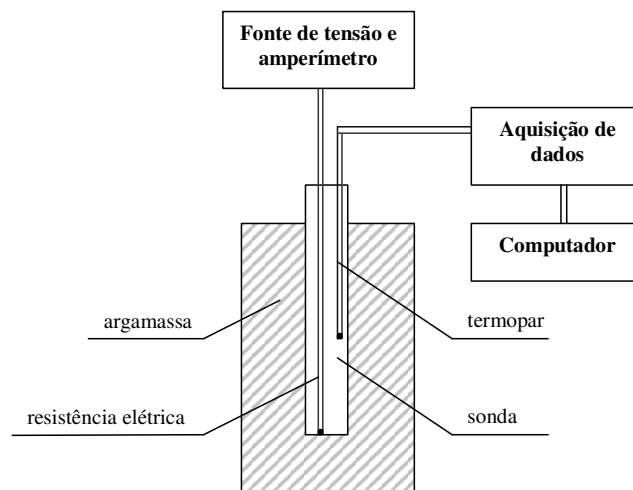 Fonte de tensão e
amperímetro
Aquisição de
dados
Computador
argamassa
termopar
resistência elétrica
sonda